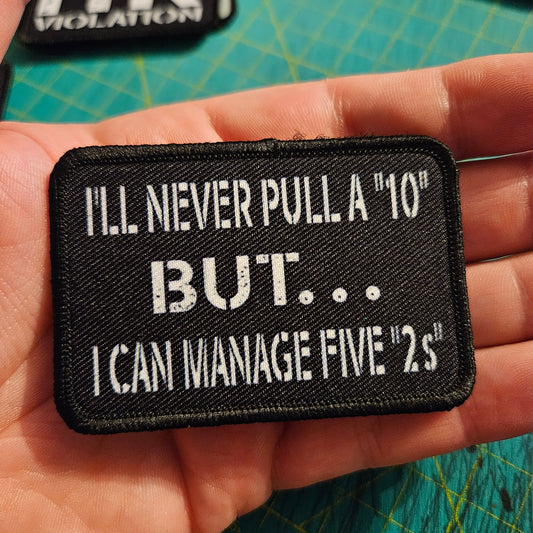 VIOLATION
I'LL NEVER PULL A "10"
BUT...
I CAN MANAGE FIVE "2s"